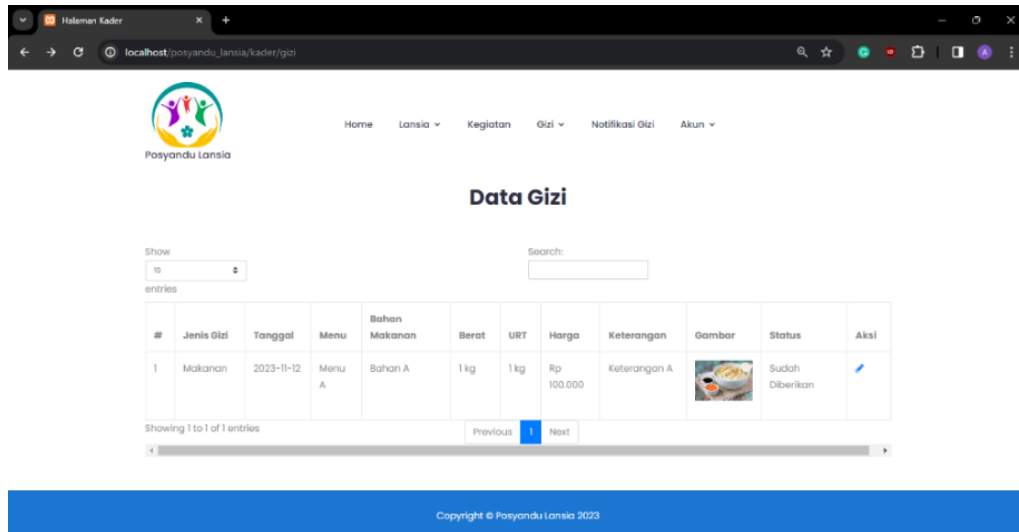 Halaman Kader
localhost/posyandu_lansia/kader/gizi
A
Posyandu Lansia
Home Lansia Kegiatan Gizi Notifikasi Gizi Akun
Data Gizi
Show
10
entries
Search:
# Jenis Gizi Tanggal Menu Bahan Makanan Berat URT Harga Keterangan Gambar Status Aksi
1 Makanan 2023-11-12 Menu A Bahan A 1 kg 1 kg Rp 100.000 Keterangan A Sudah Diberikan
Showing 1 to 1 of 1 entries
Previous 1 Next
Copyright © Posyandu Lansia 2023